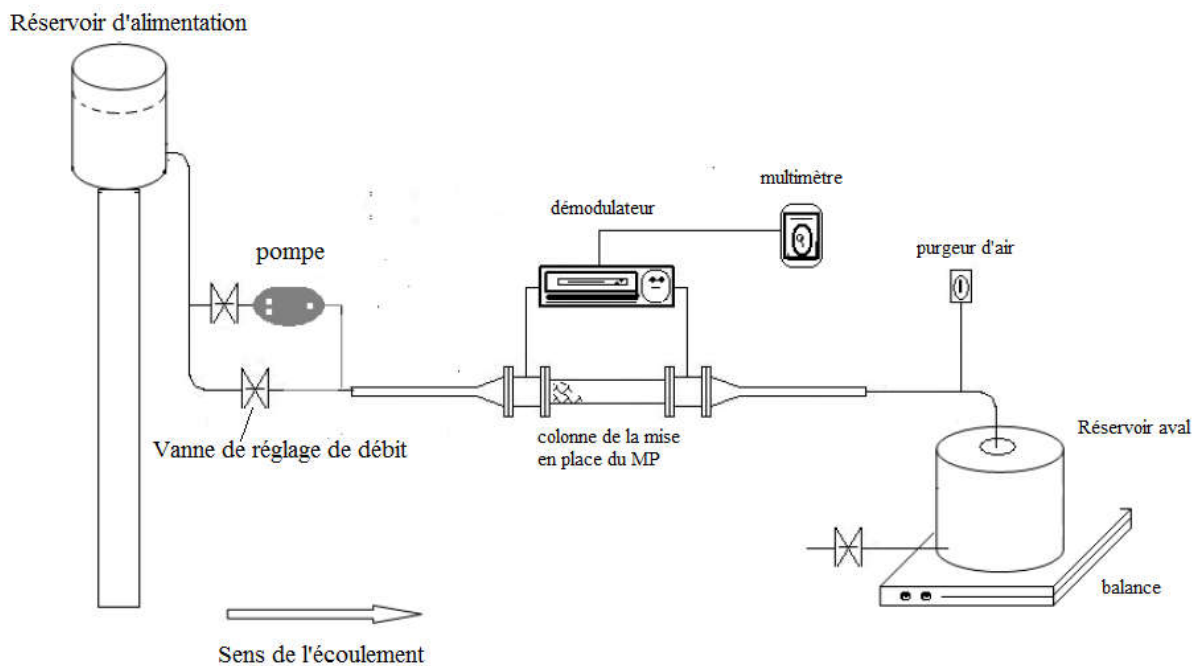 Réservoir d'alimentation
multimètre
démodulateur
purgeur d'air
pompe
Vanne de réglage de débit
colonne de la mise
en place du MP
Réservoir aval
balance
Sens de l'écoulement